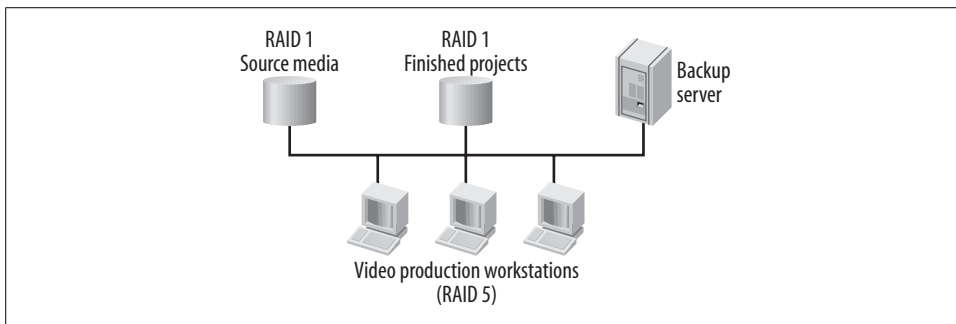 RAID 1
Source media
RAID 1
Finished projects
Backup
server
Video production workstations
(RAID 5)